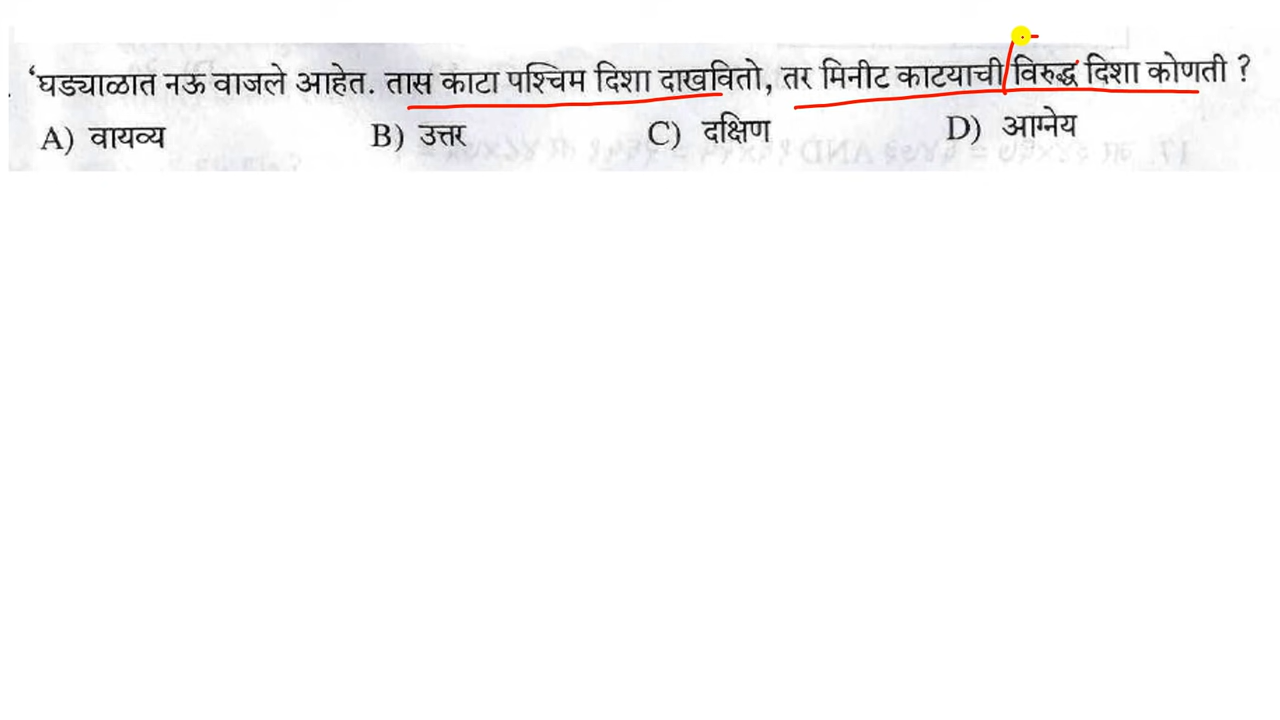 ‘घड्याळात नऊ वाजले आहेत. तास काटा पश्चिम दिशा दाखवितो, तर मिनीट काटयाची विरुद्ध दिशा कोणती ?
A) वायव्य B) उत्तर C) दक्षिण D) आग्नेय